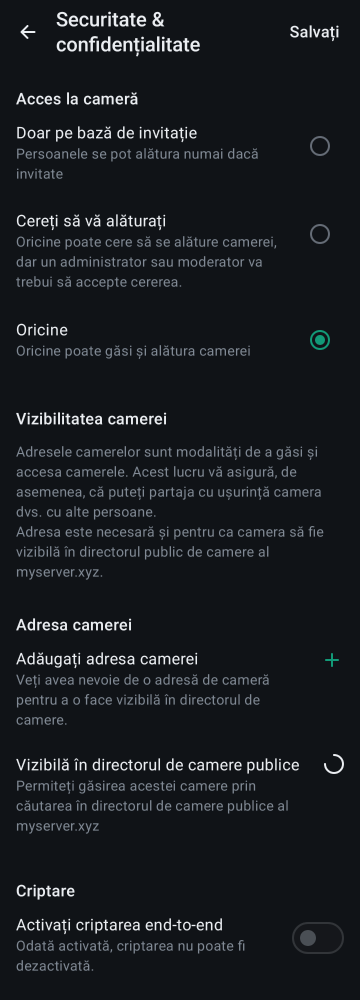 Securitate &
confidențialitate
Salvați
Acces la cameră
Doar pe bază de invitație
Persoanele se pot alătura numai dacă
invitate
Cereți să vă alăturați
Oricine poate cere să se alăture camerei,
dar un administrator sau moderator va
trebui să accepte cererea.
Oricine
Oricine poate găsi și alătura camerei
Vizibilitatea camerei
Adresele camerelor sunt modalități de a găsi și
accesa camerele. Acest lucru vă asigură, de
asemenea, că puteți partaja cu ușurință camera
dvs. cu alte persoane.
Adresa este necesară și pentru ca camera să fie
vizibilă în directorul public de camere al
myserver.xyz.
Adresa camerei
Adăugați adresa camerei
Veți avea nevoie de o adresă de cameră
pentru a o face vizibilă în directorul de
camere.
Vizibilă în directorul de camere publice
Permiteți găsirea acestei camere prin
căutarea în directorul de camere publice al
myserver.xyz
Criptare
Activați criptarea end-to-end
Odată activată, criptarea nu poate fi
dezactivată.